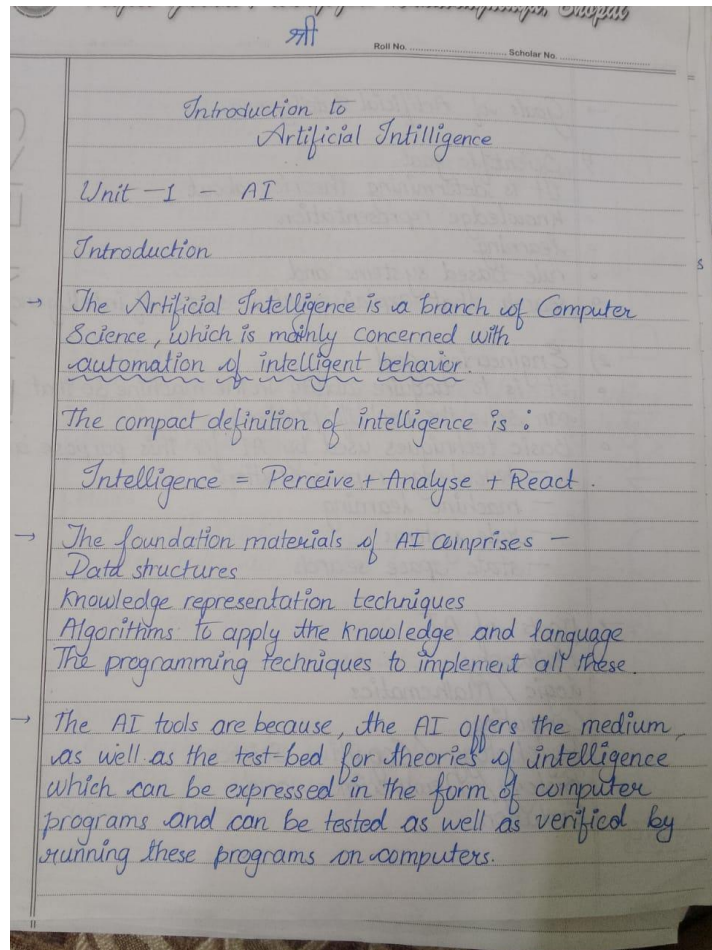 श्री
Roll No. ............................ Scholar No. ............................
Introduction to
Artificial Intilligence
Unit -1 - AI
Introduction
→ The Artificial Intelligence is a branch of Computer
Science, which is mainly concerned with
automation of intelligent behavior.
The compact definition of intelligence is :
Intelligence = Perceive + Analyse + React .
→ The foundation materials of AI comprises -
Data structures
Knowledge representation techniques
Algorithms to apply the knowledge and language
The programming techniques to implement all these.
→ The AI tools are because, the AI offers the medium,
as well as the test-bed for theories of intelligence
which can be expressed in the form of computer
programs and can be tested as well as verified by
running these programs on computers.